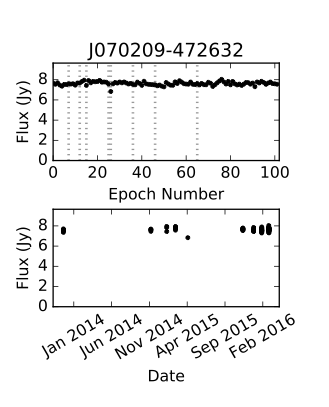 J070209-472632
Flux (Jy)
8
6
4
2
0
0 20 40 60 80 100
Epoch Number
Flux (Jy)
8
6
4
2
0
Jan 2014 Jun 2014 Nov 2014 Apr 2015 Sep 2015 Feb 2016
Date